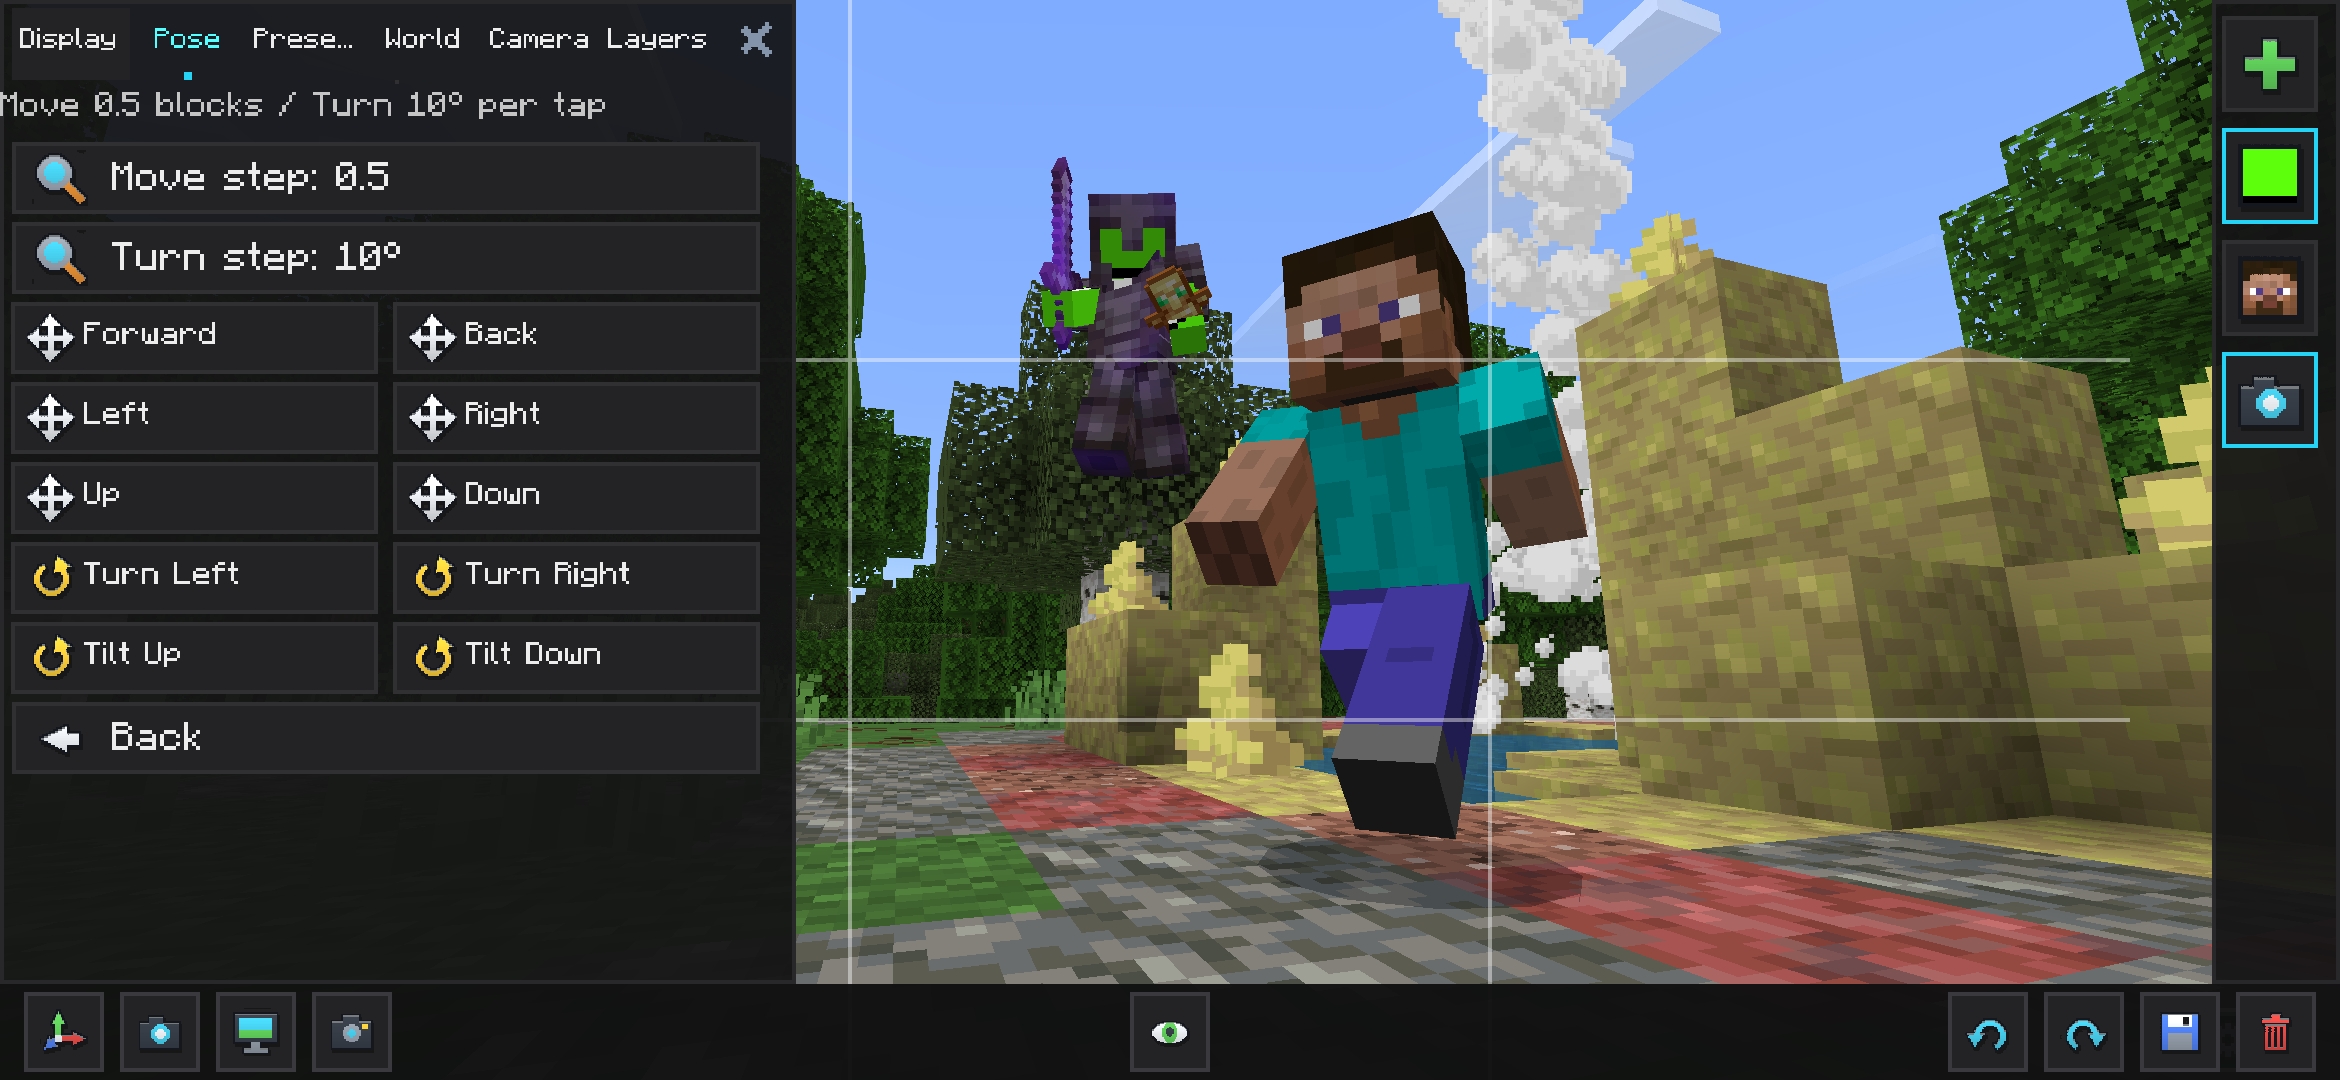 Display Pose Prese... World Camera Layers
Move 0.5 blocks / Turn 10° per tap
Move step: 0.5
Turn step: 10°
Forward Back
Left Right
Up Down
Turn Left Turn Right
Tilt Up Tilt Down
Back